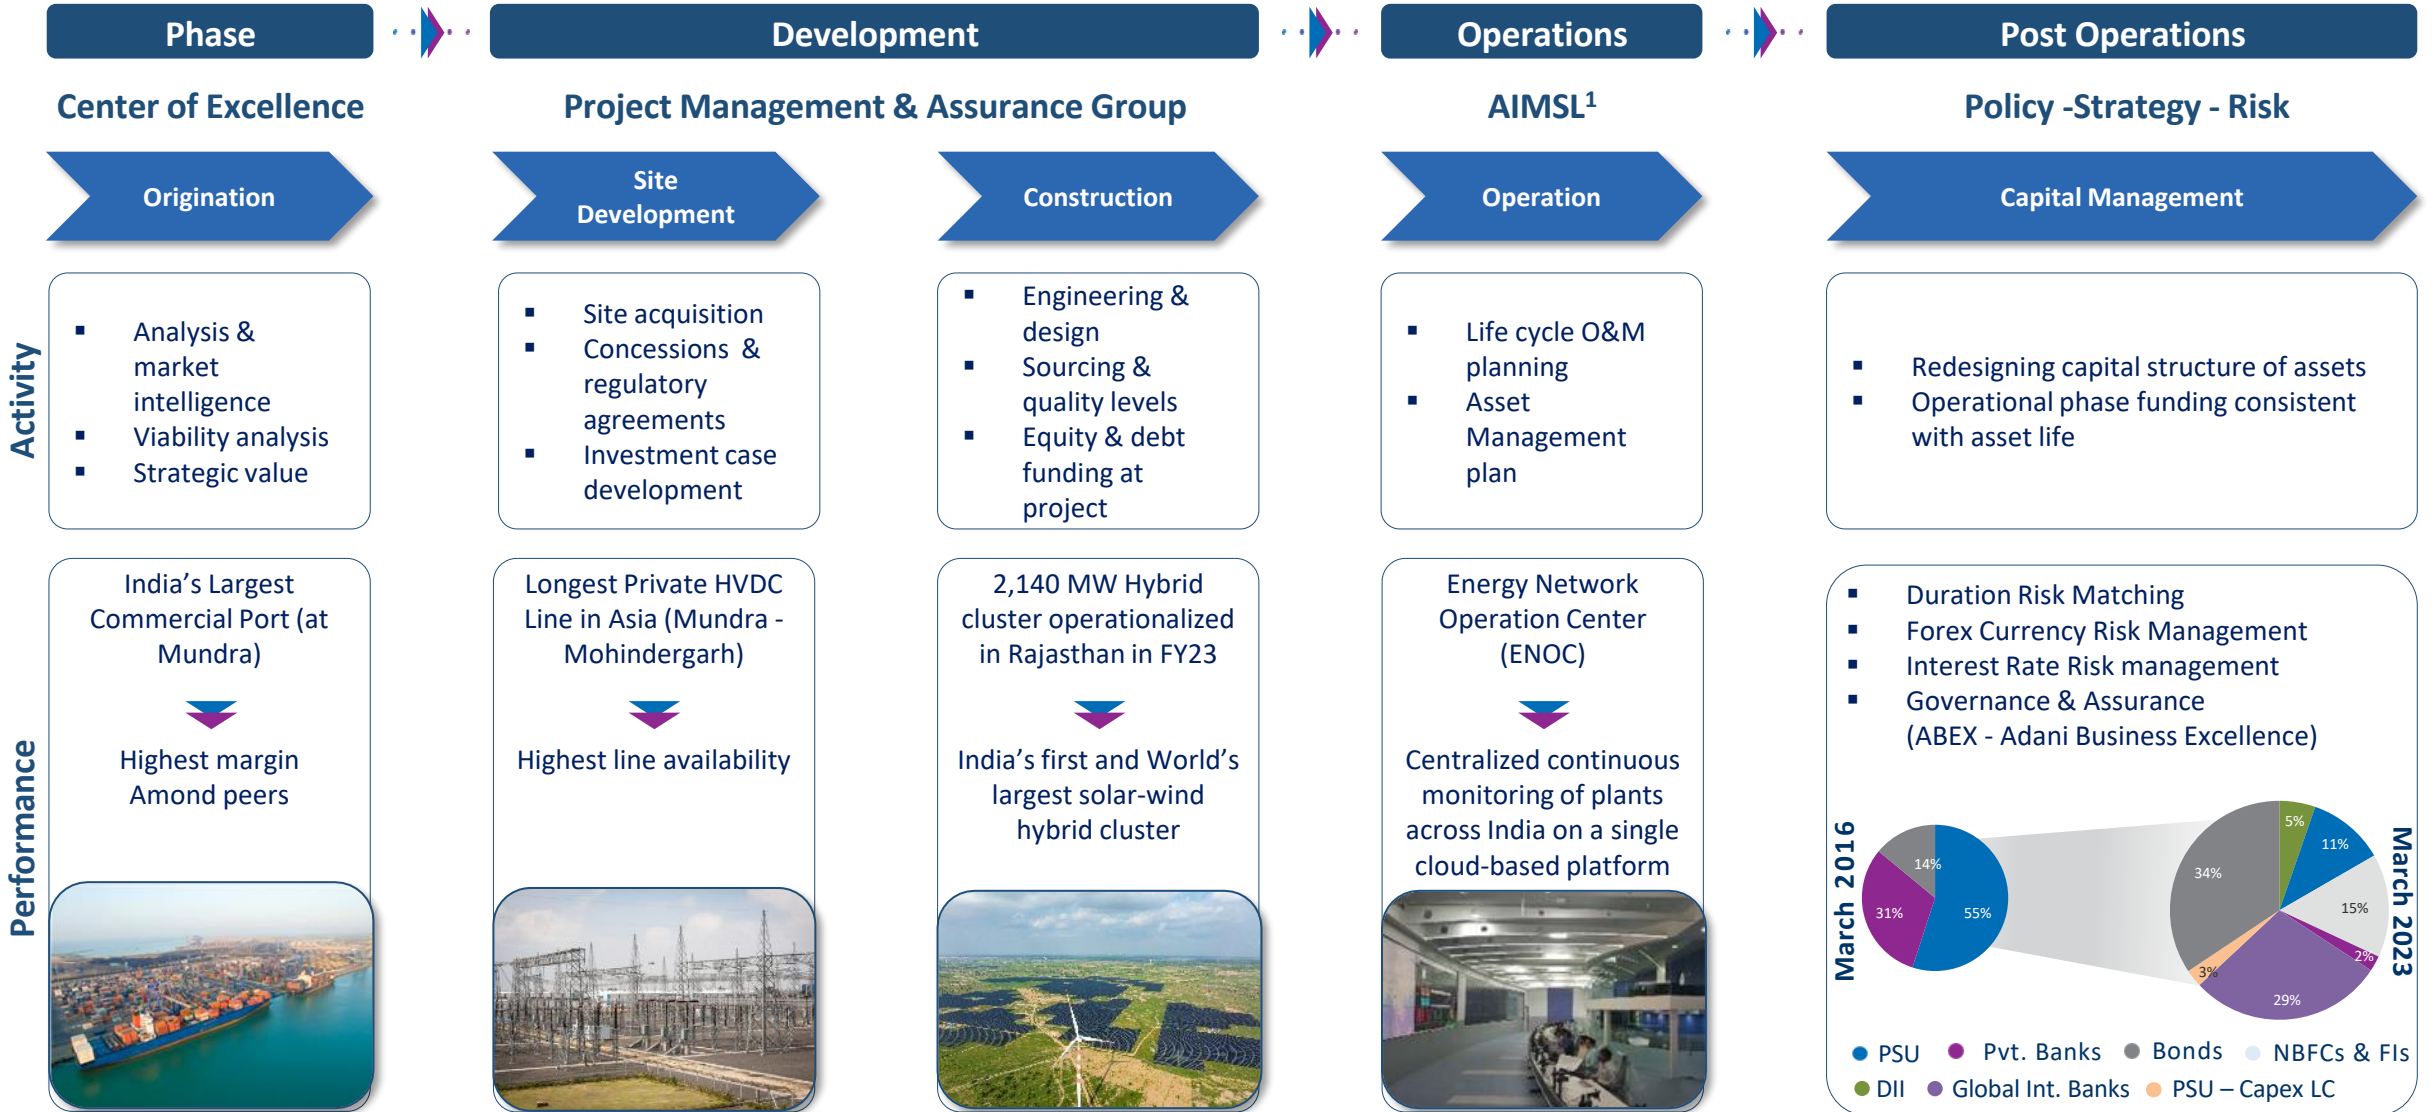 Phase
Development
Operations
Post Operations
Center of Excellence
Project Management & Assurance Group
AIMSL1
Policy -Strategy - Risk
Origination
Site
Development
Construction
Operation
Capital Management
Activity
▪ Analysis &
market
intelligence
▪ Viability analysis
▪ Strategic value
▪ Site acquisition
▪ Concessions &
regulatory
agreements
▪ Investment case
development
▪ Engineering &
design
▪ Sourcing &
quality levels
▪ Equity & debt
funding at
project
▪ Life cycle O&M
planning
▪ Asset
Management
plan
▪ Redesigning capital structure of assets
▪ Operational phase funding consistent
with asset life
Performance
India's Largest
Commercial Port (at
Mundra)
Highest margin
Amond peers
Longest Private HVDC
Line in Asia (Mundra -
Mohindergarh)
Highest line availability
2,140 MW Hybrid
cluster operationalized
in Rajasthan in FY23
India's first and World's
largest solar-wind
hybrid cluster
Energy Network
Operation Center
(ENOC)
Centralized continuous
monitoring of plants
across India on a single
cloud-based platform
▪ Duration Risk Matching
▪ Forex Currency Risk Management
▪ Interest Rate Risk management
▪ Governance & Assurance
(ABEX - Adani Business Excellence)
March 2016
14%
31%
55%
5%
11%
34%
15%
2%
3%
29%
March 2023
PSU
Pvt. Banks
Bonds
NBFCs & FIs
DII
Global Int. Banks
PSU – Capex LC